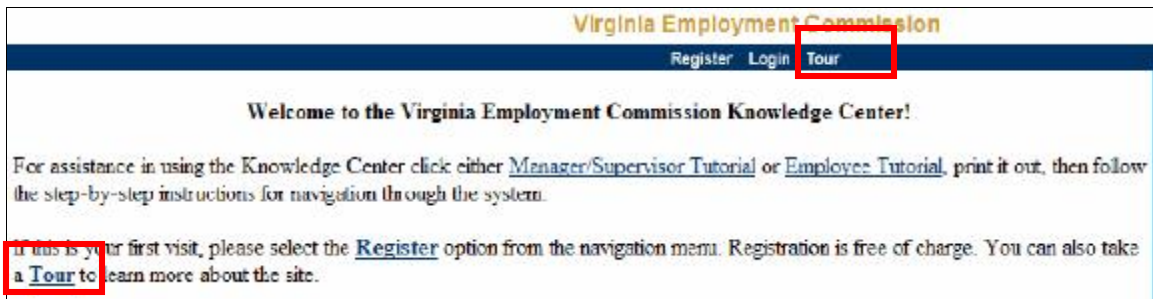 Virginia Employment Commission
Register Login Tour
Welcome to the Virginia Employment Commission Knowledge Center!
For assistance in using the Knowledge Center click either Manager/Supervisor Tutorial or Employee Tutorial, print it out, then follow
the step-by-step instructions for navigation through the system.
If this is your first visit, please select the Register option from the navigation menu. Registration is free of charge. You can also take
a Tour to learn more about the site.